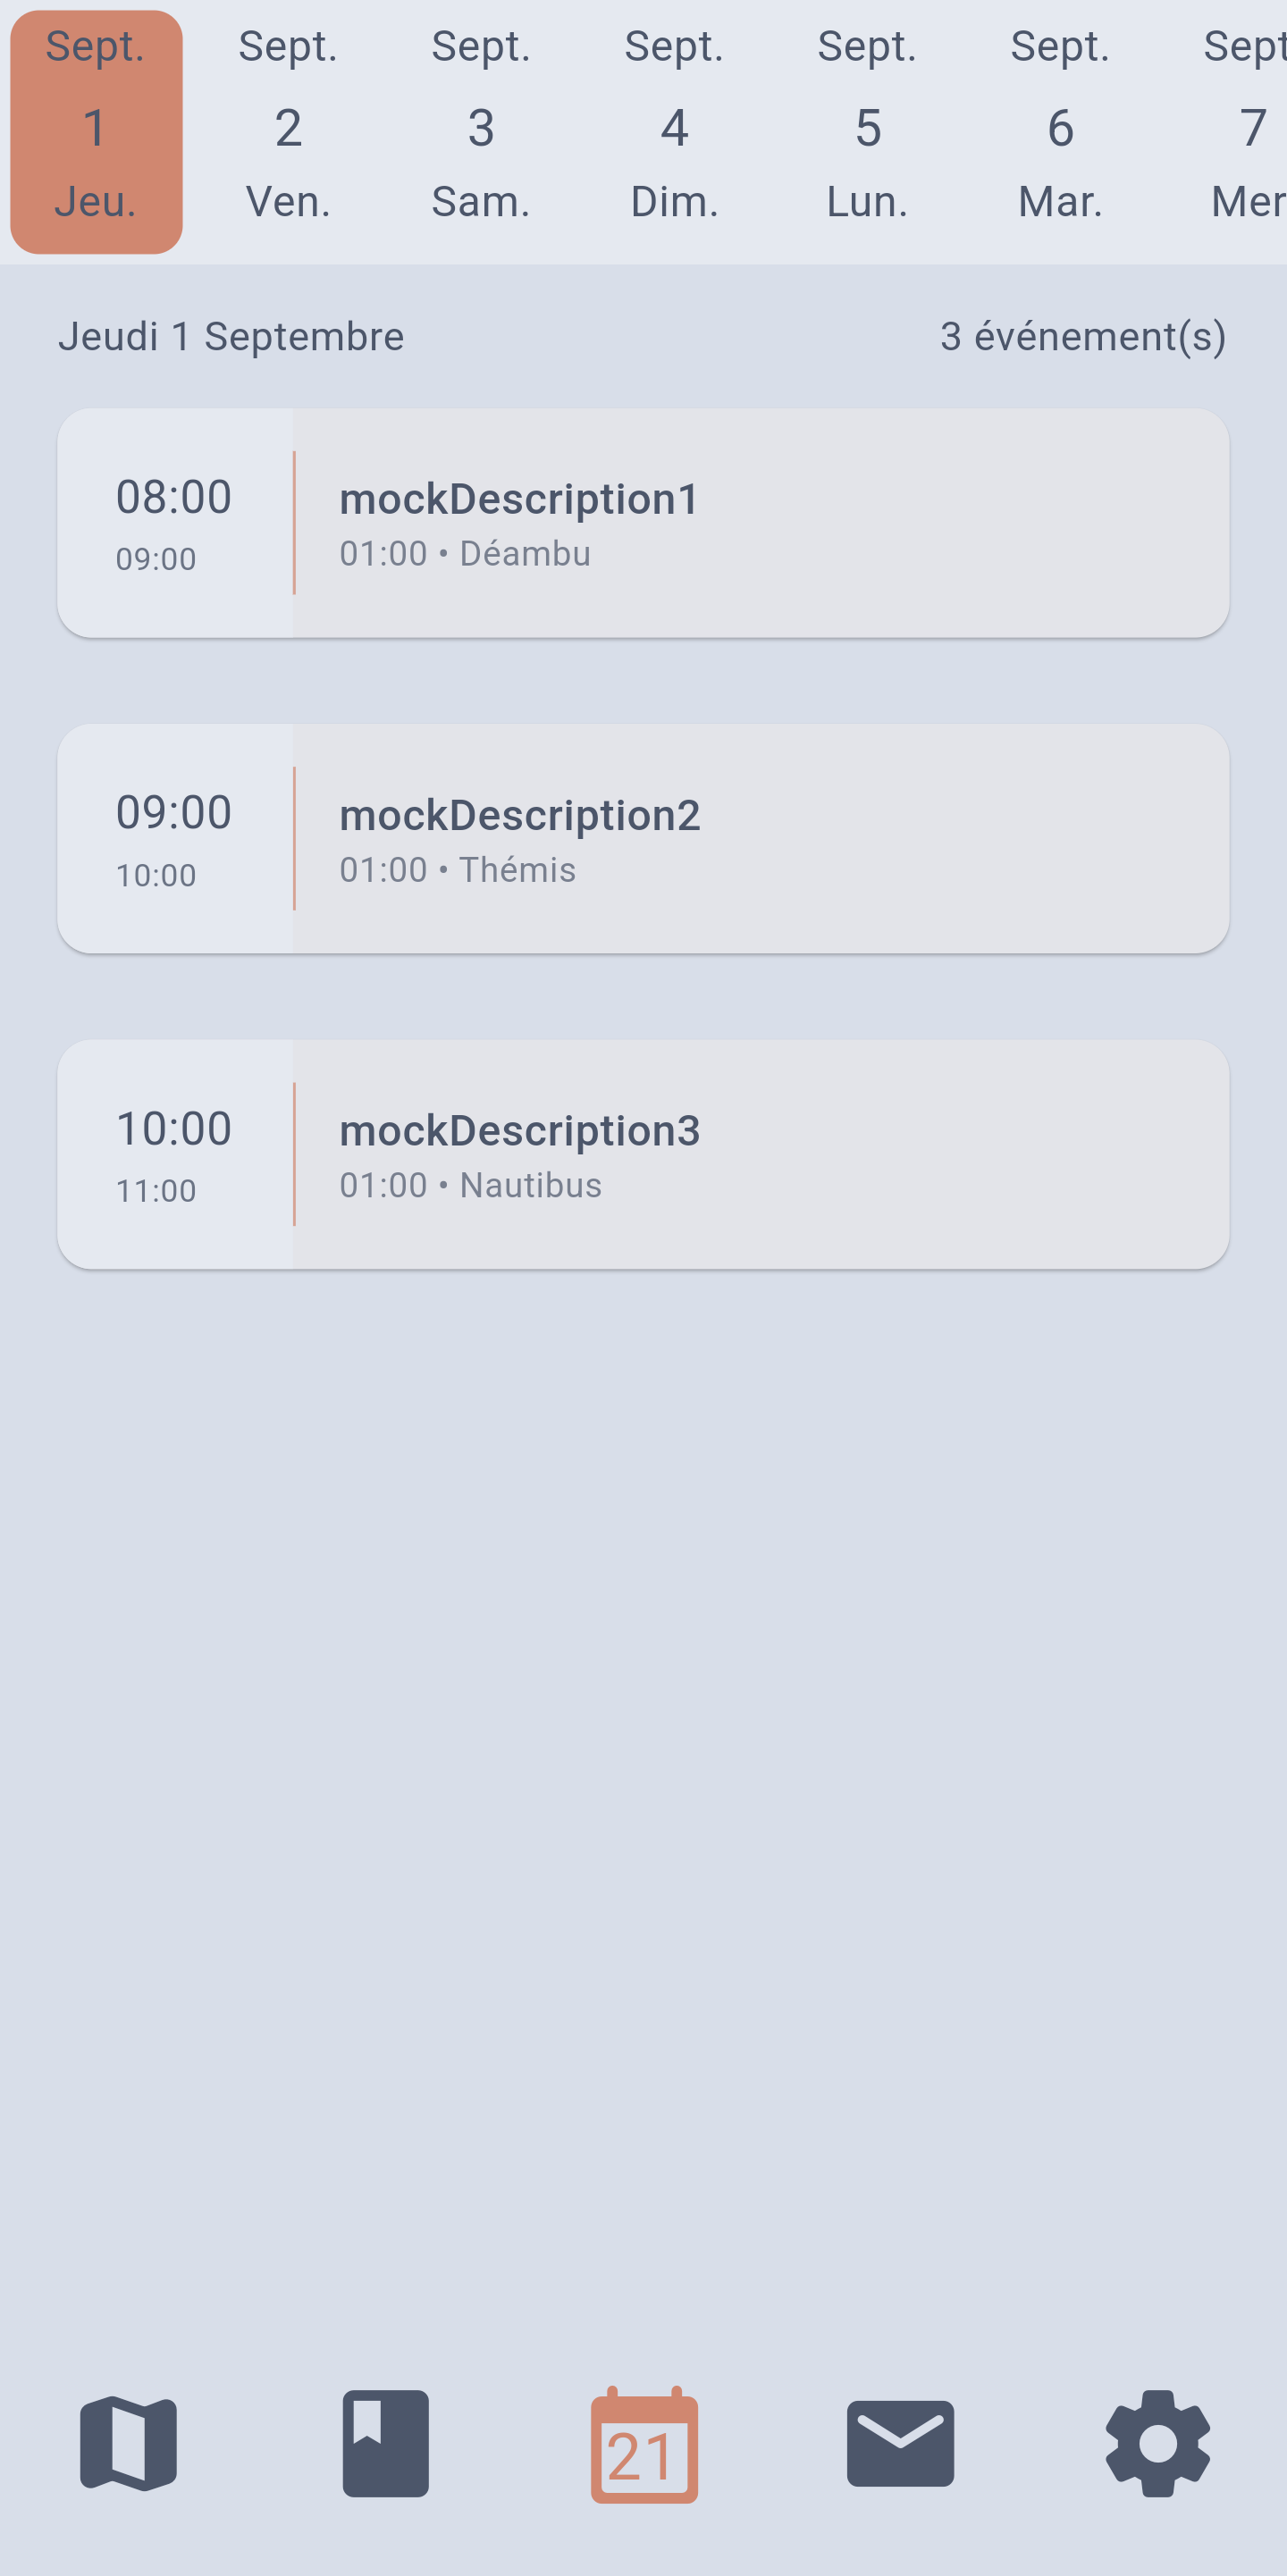 Sept. Sept. Sept. Sept. Sept. Sept. Sept
1 2 3 4 5 6 7
Jeu. Ven. Sam. Dim. Lun. Mar. Mer
Jeudi 1 Septembre 3 événement(s)
08:00
mockDescription1
09:00
01:00 • Déambu
09:00
mockDescription2
10:00
01:00 • Thémis
10:00
mockDescription3
11:00
01:00 • Nautibus
21